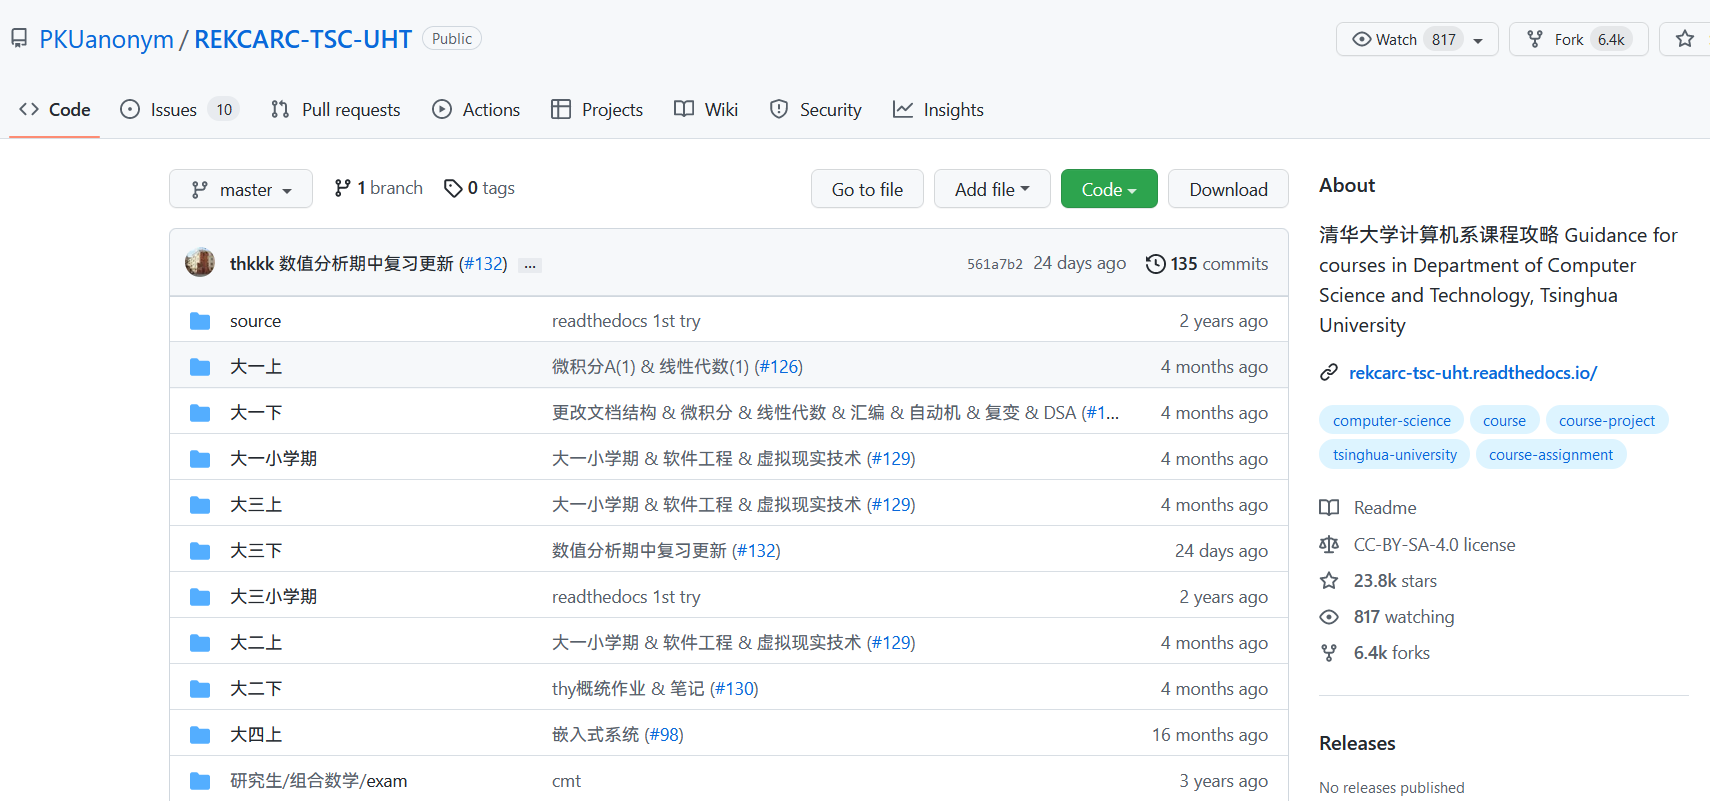 PKUanonym / REKCARC-TSC-UHT Public
Watch 817 Fork 6.4k
Code Issues 10 Pull requests Actions Projects Wiki Security Insights
master 1 branch 0 tags Go to file Add file Code Download
thkkk 数值分析期中复习更新 (#132) ... 561a7b2 24 days ago 135 commits
source readthedocs 1st try 2 years ago
大一上 微积分A(1) & 线性代数(1) (#126) 4 months ago
大一下 更改文档结构 & 微积分 & 线性代数 & 汇编 & 自动机 & 复变 & DSA (#1... 4 months ago
大一小学期 大一小学期 & 软件工程 & 虚拟现实技术 (#129) 4 months ago
大三上 大一小学期 & 软件工程 & 虚拟现实技术 (#129) 4 months ago
大三下 数值分析期中复习更新 (#132) 24 days ago
大三小学期 readthedocs 1st try 2 years ago
大二上 大一小学期 & 软件工程 & 虚拟现实技术 (#129) 4 months ago
大二下 thy概统作业 & 笔记 (#130) 4 months ago
大四上 嵌入式系统 (#98) 16 months ago
研究生/组合数学/exam cmt 3 years ago
About
清华大学计算机系课程攻略 Guidance for
courses in Department of Computer
Science and Technology, Tsinghua
University
rekcarc-tsc-uht.readthedocs.io/
computer-science course course-project
tsinghua-university course-assignment
Readme
CC-BY-SA-4.0 license
23.8k stars
817 watching
6.4k forks
Releases
No releases published